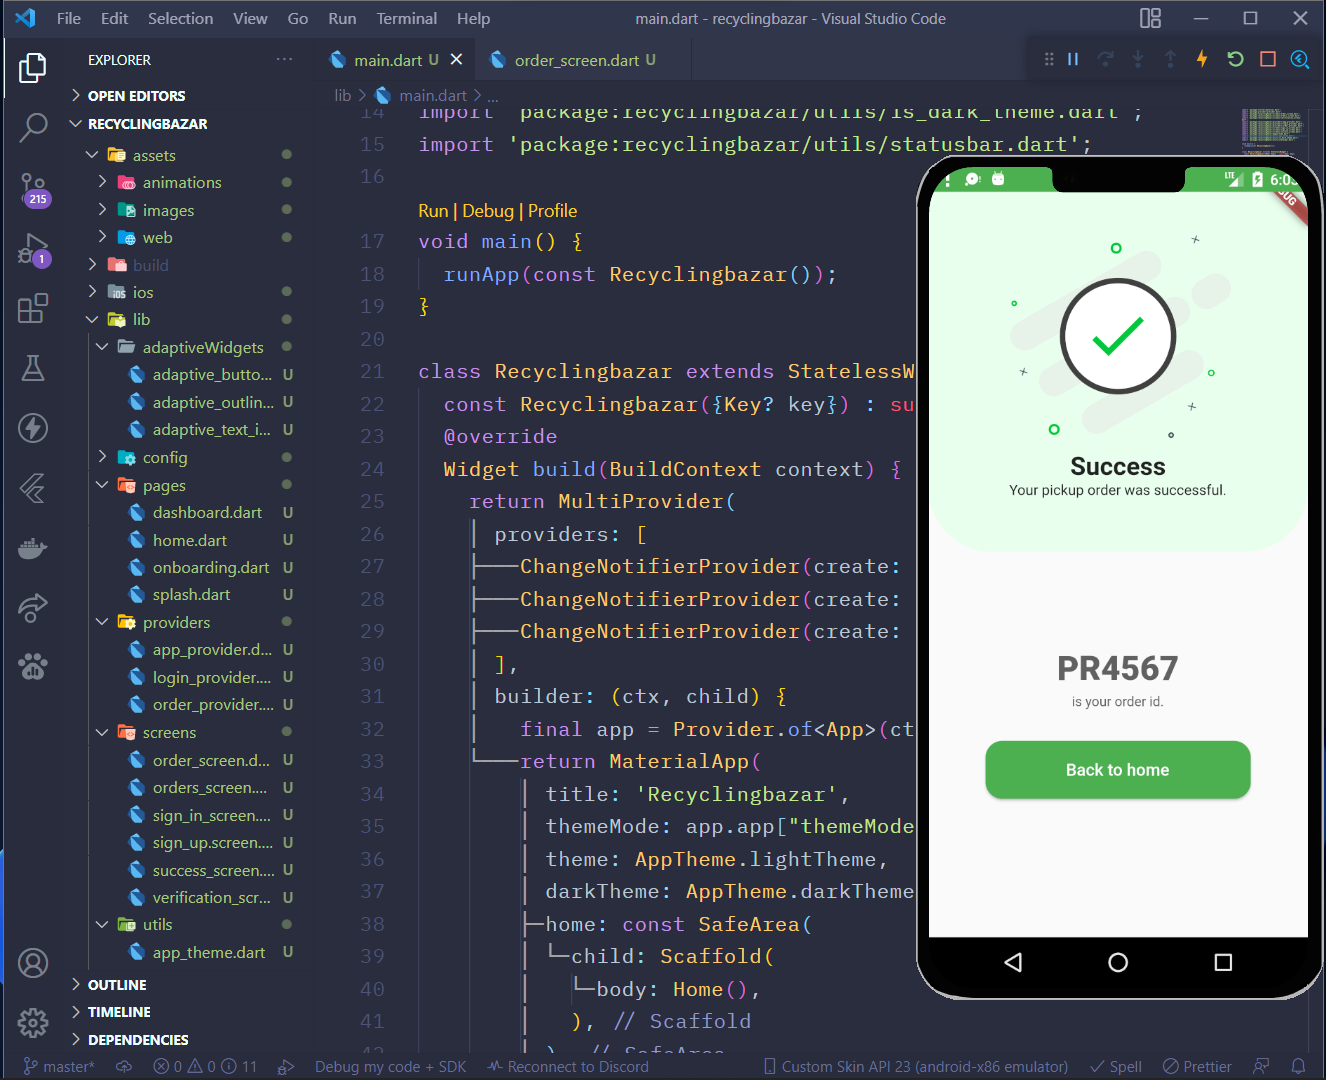 File Edit Selection View Go Run Terminal Help
main.dart - recyclingbazar - Visual Studio Code
EXPLORER
main.dart U
order_screen.dart U
lib > main.dart > ...
OPEN EDITORS
RECYCLINGBAZAR
assets
animations
images
web
build
ios
lib
adaptiveWidgets
adaptive_butto... U
adaptive_outlin... U
adaptive_text_i... U
config
pages
dashboard.dart U
home.dart U
onboarding.dart U
splash.dart U
providers
app_provider.d... U
login_provider.... U
order_provider.... U
screens
order_screen.d... U
orders_screen.... U
sign_in_screen.... U
sign_up.screen.... U
success_screen.... U
verification_scr... U
utils
app_theme.dart U
OUTLINE
TIMELINE
DEPENDENCIES
215
1
14 import 'package:recyclingbazar/utils/is_dark_theme.dart';
15 import 'package:recyclingbazar/utils/statusbar.dart';
16
Run | Debug | Profile
17 void main() {
18 runApp(const Recyclingbazar());
19 }
20
21 class Recyclingbazar extends StatelessW
22 const Recyclingbazar({Key? key}) : su
23 @override
24 Widget build(BuildContext context) {
25 return MultiProvider(
26 providers: [
27 ChangeNotifierProvider(create:
28 ChangeNotifierProvider(create:
29 ChangeNotifierProvider(create:
30 ],
31 builder: (ctx, child) {
32 final app = Provider.of<App>(ct
33 return MaterialApp(
34 title: 'Recyclingbazar',
35 themeMode: app.app["themeMode
36 theme: AppTheme.lightTheme,
37 darkTheme: AppTheme.darkTheme
38 home: const SafeArea(
39 child: Scaffold(
40 body: Home(),
41 ), // Scaffold
42 ), // SafeArea
LTE
Success
Your pickup order was successful.
PR4567
is your order id.
Back to home
master* 0 0 11 Debug my code + SDK Reconnect to Discord Custom Skin API 23 (android-x86 emulator) Spell Prettier